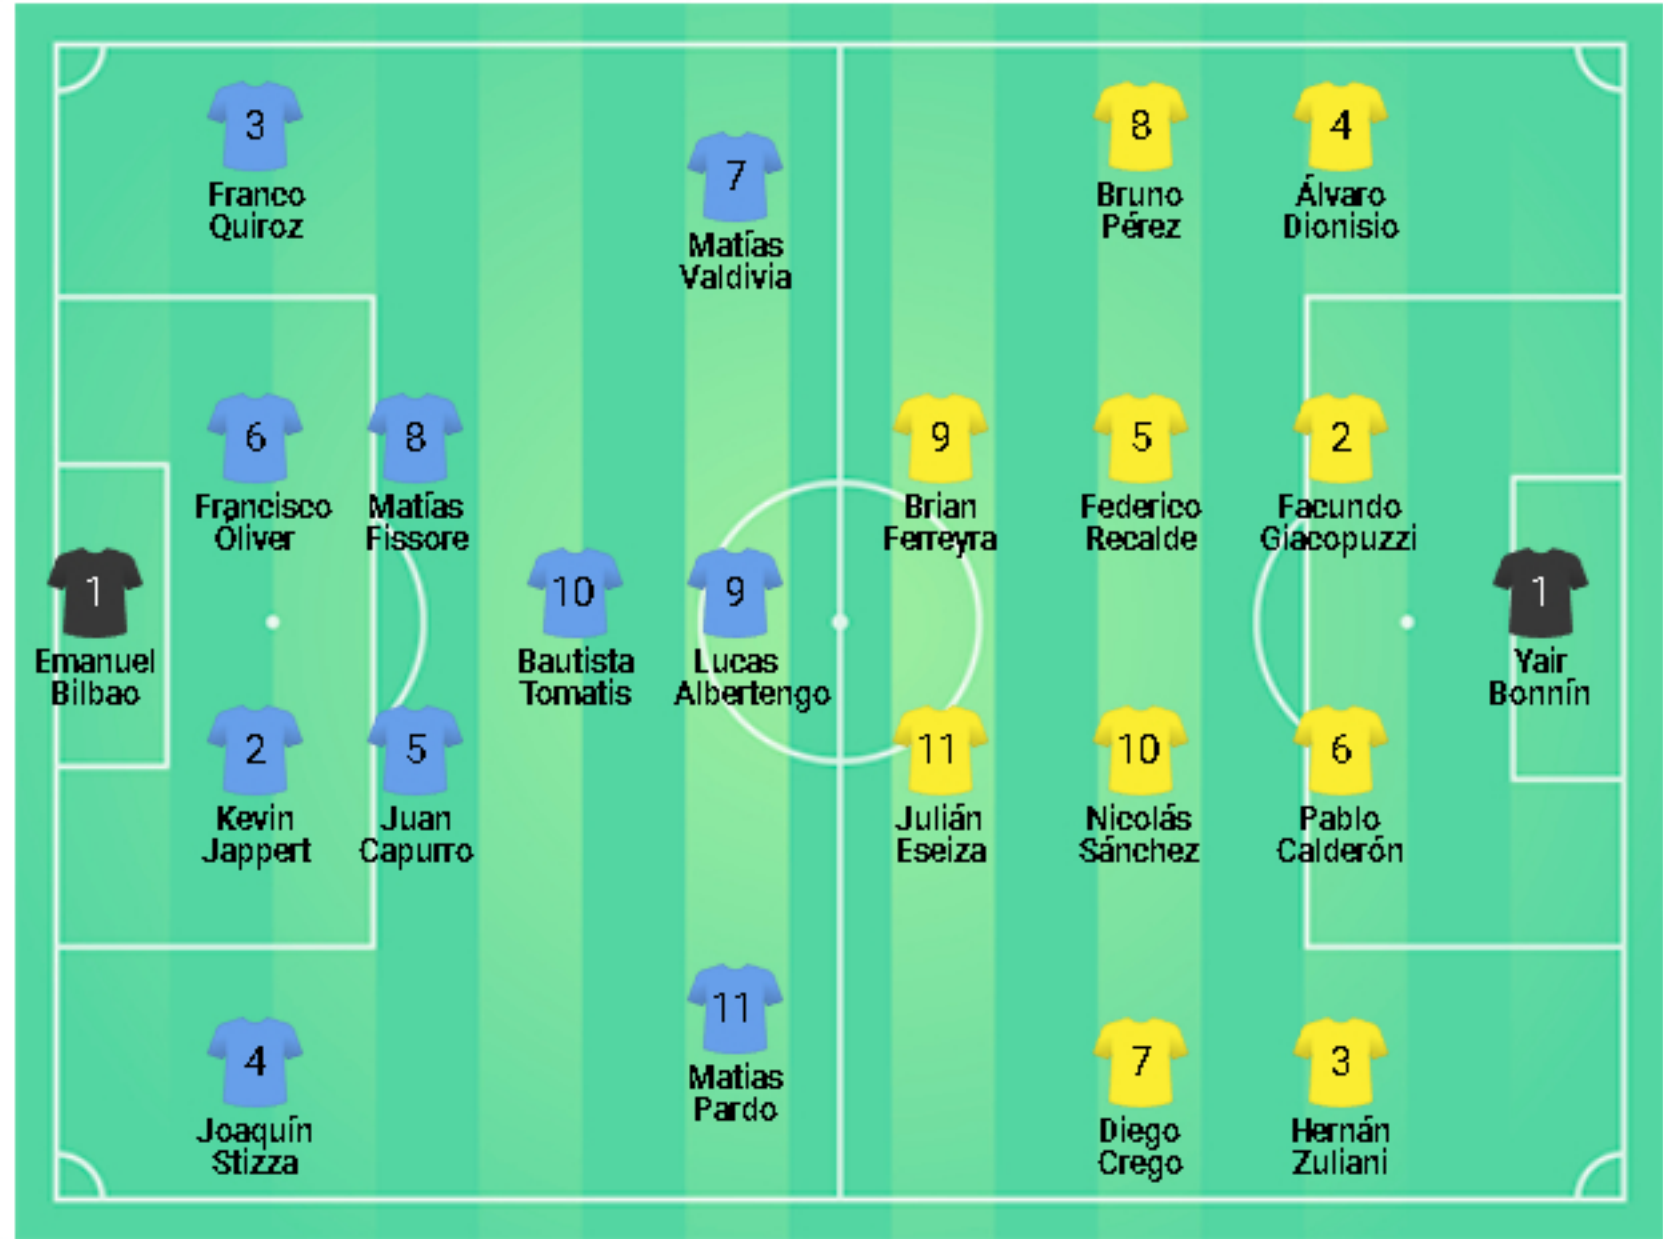 3
Franco
Quiroz
7
Matías
Valdivia
8
Bruno
Pérez
4
Álvaro
Dionisio
6
Francisco
Óliver
8
Matías
Fissore
9
Brian
Ferreyra
5
Federico
Recalde
2
Facundo
Giacopuzzi
1
Emanuel
Bilbao
10
Bautista
Tomatis
9
Lucas
Albertengo
1
Yair
Bonnín
2
Kevin
Jappert
5
Juan
Capurro
11
Julián
Eseiza
10
Nicolás
Sánchez
6
Pablo
Calderón
11
Matias
Pardo
4
Joaquín
Stizza
7
Diego
Crego
3
Hernán
Zuliani